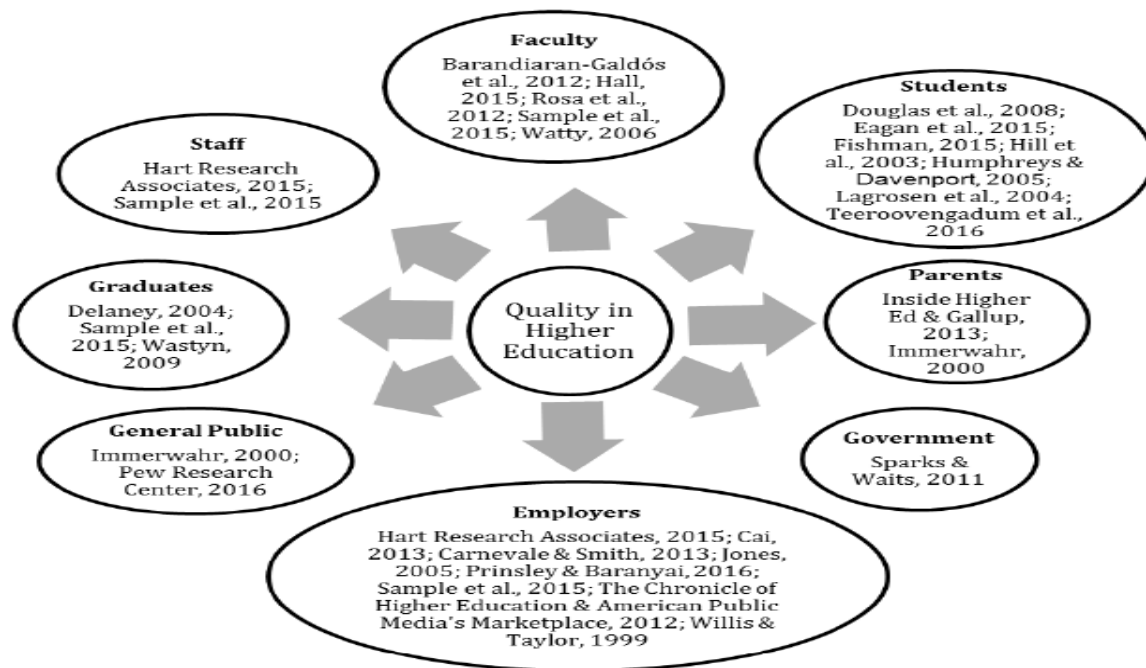 Faculty
Barandiaran-Galdós
et al., 2012; Hall,
2015; Rosa et al.,
2012; Sample et al.,
2015; Watty, 2006
Students
Douglas et al., 2008;
Eagan et al., 2015;
Fishman, 2015; Hill
et al., 2003; Humphreys &
Davenport, 2005;
Lagrosen et al., 2004;
Teeroovengadum et al.,
2016
Staff
Hart Research
Associates, 2015;
Sample et al., 2015
Graduates
Delaney, 2004;
Sample et al.,
2015; Wastyn,
2009
Quality in
Higher
Education
Parents
Inside Higher
Ed & Gallup,
2013;
Immerwahr,
2000
General Public
Immerwahr, 2000;
Pew Research
Center, 2016
Government
Sparks &
Waits, 2011
Employers
Hart Research Associates, 2015; Cai,
2013; Carnevale & Smith, 2013; Jones,
2005; Prinsley & Baranyai, 2016;
Sample et al., 2015; The Chronicle of
Higher Education & American Public
Media's Marketplace, 2012; Willis &
Taylor, 1999